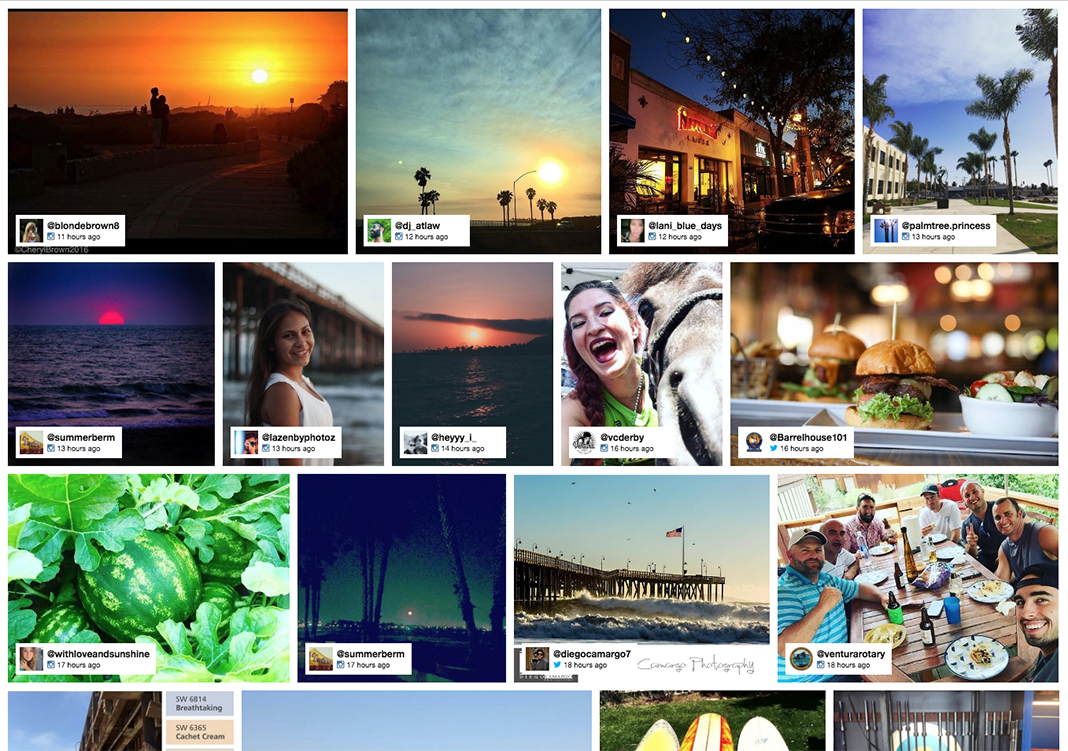 @blondebrown8
11 hours ago
©CherylBrown2016
@dj_atlaw
12 hours ago
@lani_blue_days
12 hours ago
@palmtree.princess
13 hours ago
@summerberm
13 hours ago
@lazenbyphotoz
13 hours ago
@heyyy_i_
14 hours ago
@vcderby
16 hours ago
@Barrelhouse101
16 hours ago
@withloveandsunshine
17 hours ago
@summerberm
17 hours ago
@diegocamargo7
18 hours ago
Camargo Photography
@venturarotary
18 hours ago
SW 6814
Breathtaking
SW 6365
Cachet Cream